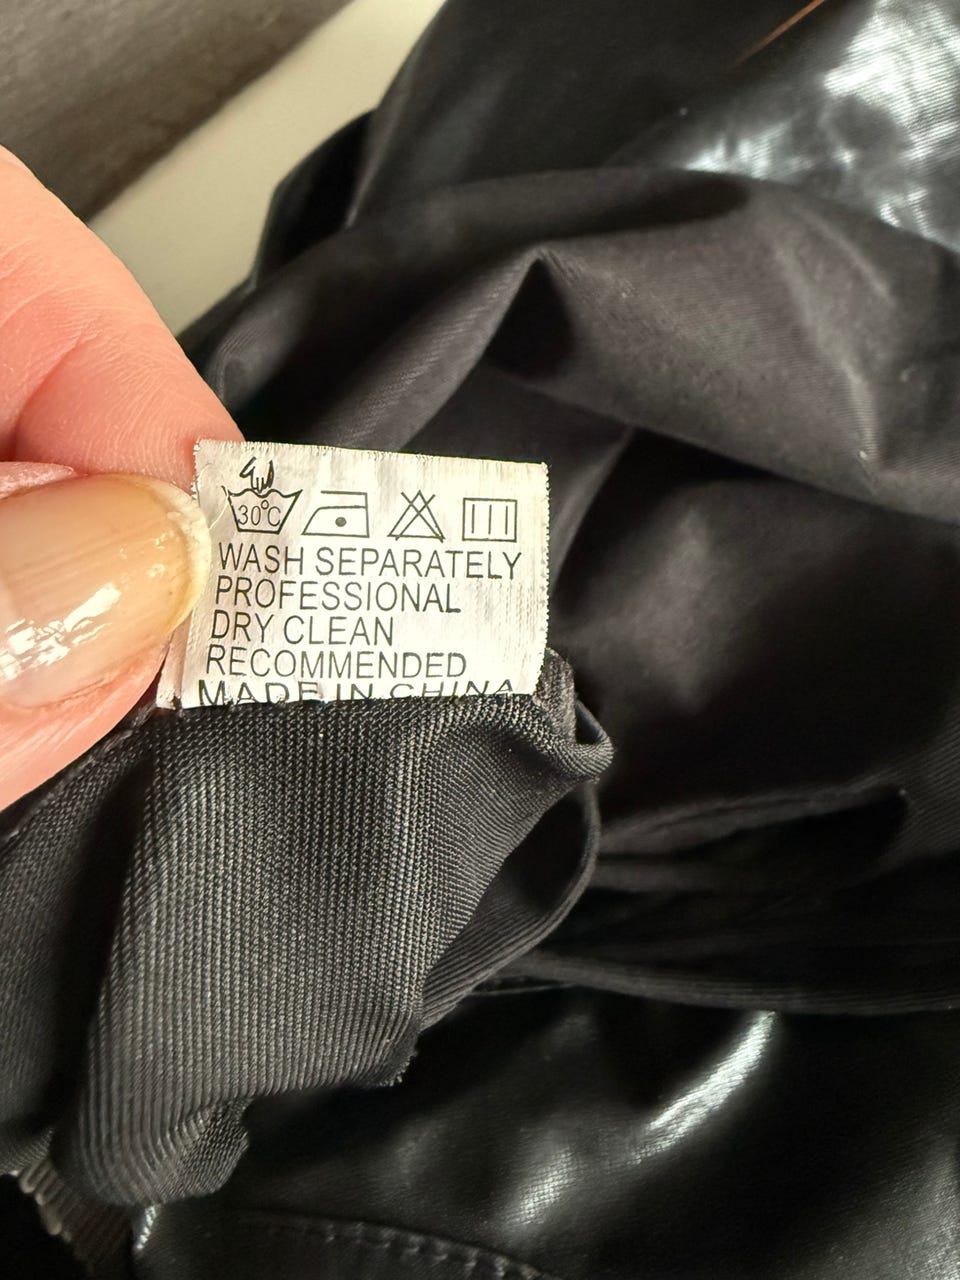 30°C
WASH SEPARATELY
PROFESSIONAL
DRY CLEAN
RECOMMENDED
MADE IN CHINA